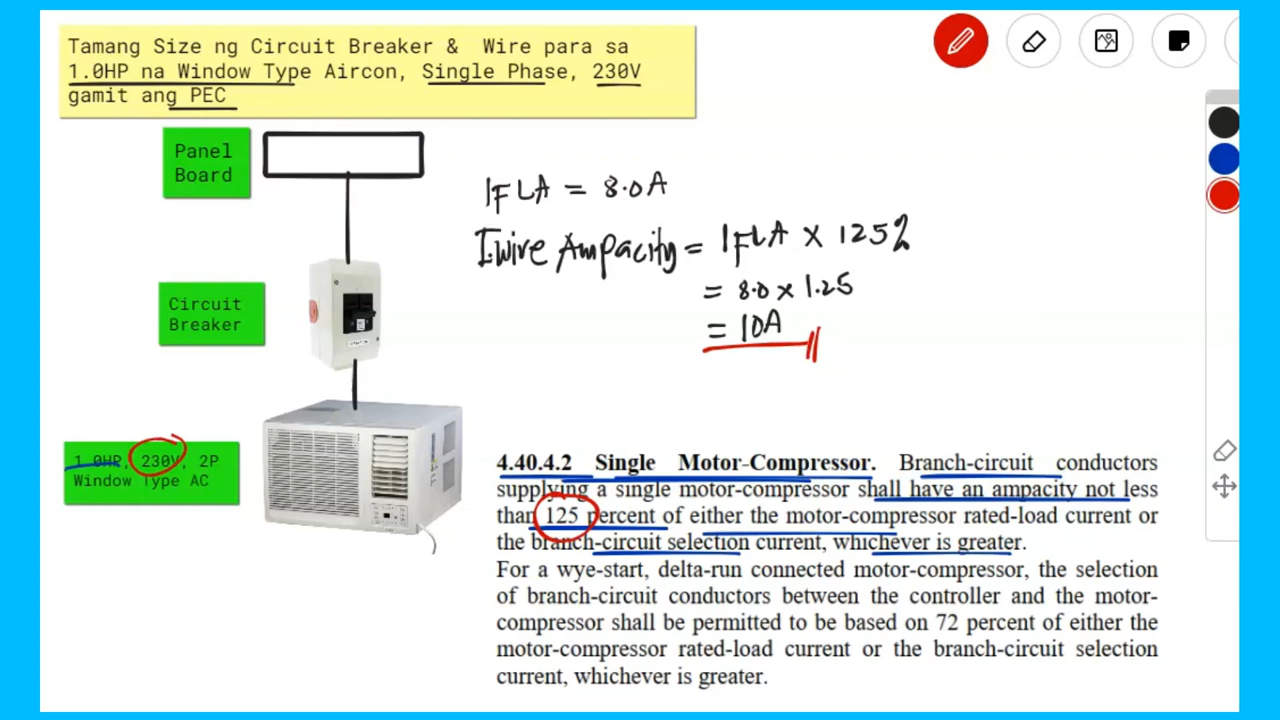 Tamang Size ng Circuit Breaker & Wire para sa
1.0HP na Window Type Aircon, Single Phase, 230V
gamit ang PEC
Panel
Board
IFLA = 8.0A
I.wire Ampacity = IFLA x 125%
= 8.0 x 1.25
= 10A
Circuit
Breaker
1.0HP, 230V, 2P
Window Type AC
4.40.4.2 Single Motor-Compressor. Branch-circuit conductors
supplying a single motor-compressor shall have an ampacity not less
than 125 percent of either the motor-compressor rated-load current or
the branch-circuit selection current, whichever is greater.
For a wye-start, delta-run connected motor-compressor, the selection
of branch-circuit conductors between the controller and the motor-
compressor shall be permitted to be based on 72 percent of either the
motor-compressor rated-load current or the branch-circuit selection
current, whichever is greater.